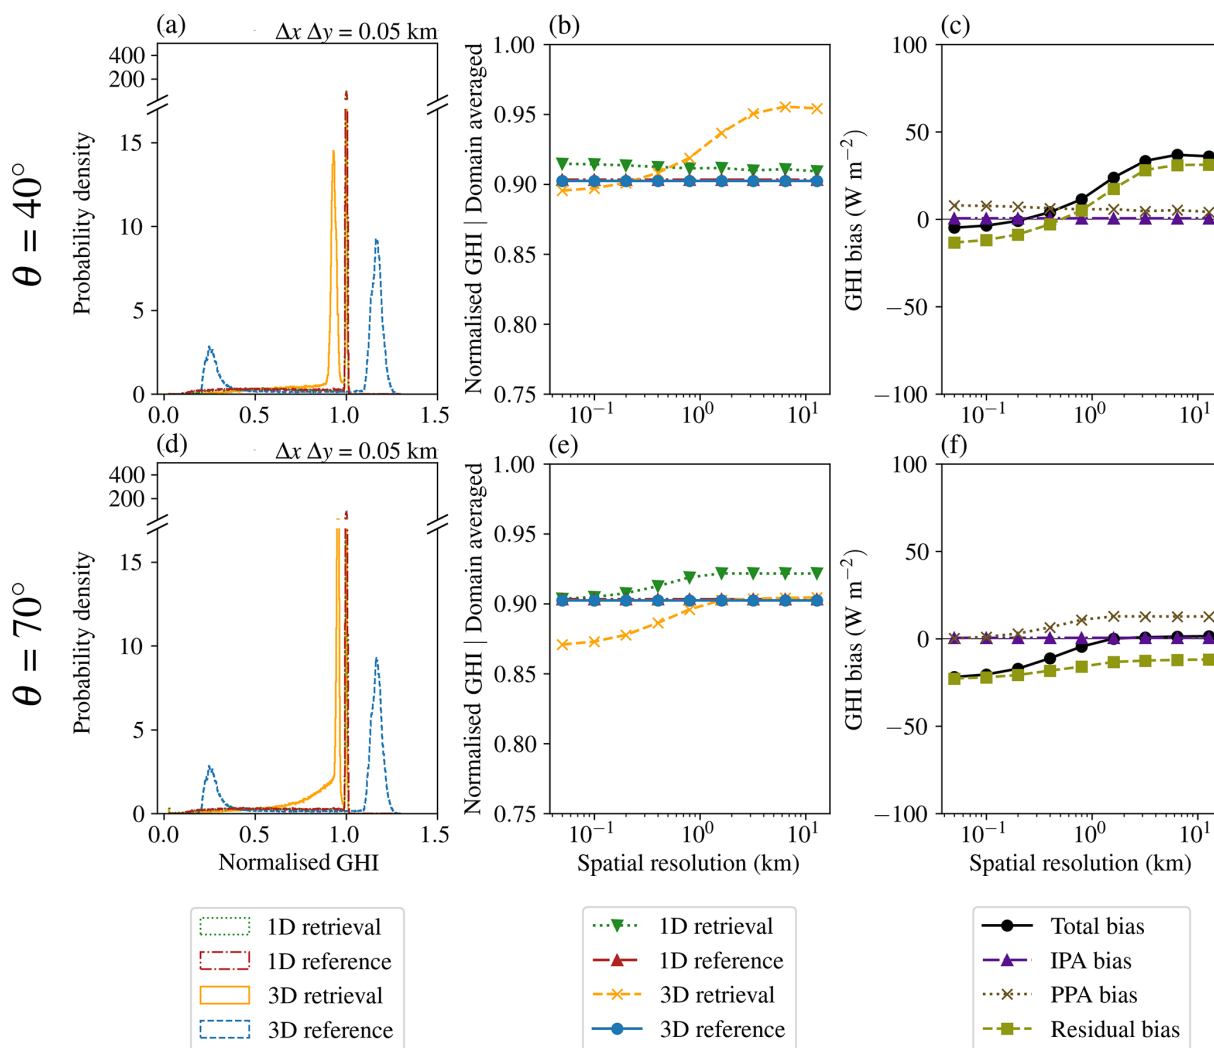 (a) Δx Δy = 0.05 km (b) (c)
θ = 40°
Probability density
400
200
15
10
5
0
0.0 0.5 1.0 1.5
Normalised GHI | Domain averaged
1.00
0.95
0.90
0.85
0.80
0.75
10⁻¹ 10⁰ 10¹
GHI bias (W m⁻²)
100
50
0
−50
−100
10⁻¹ 10⁰ 10¹
(d) Δx Δy = 0.05 km (e) (f)
θ = 70°
Probability density
400
200
15
10
5
0
0.0 0.5 1.0 1.5
Normalised GHI
Normalised GHI | Domain averaged
1.00
0.95
0.90
0.85
0.80
0.75
10⁻¹ 10⁰ 10¹
Spatial resolution (km)
GHI bias (W m⁻²)
100
50
0
−50
−100
10⁻¹ 10⁰ 10¹
Spatial resolution (km)
1D retrieval
1D reference
3D retrieval
3D reference
1D retrieval
1D reference
3D retrieval
3D reference
Total bias
IPA bias
PPA bias
Residual bias